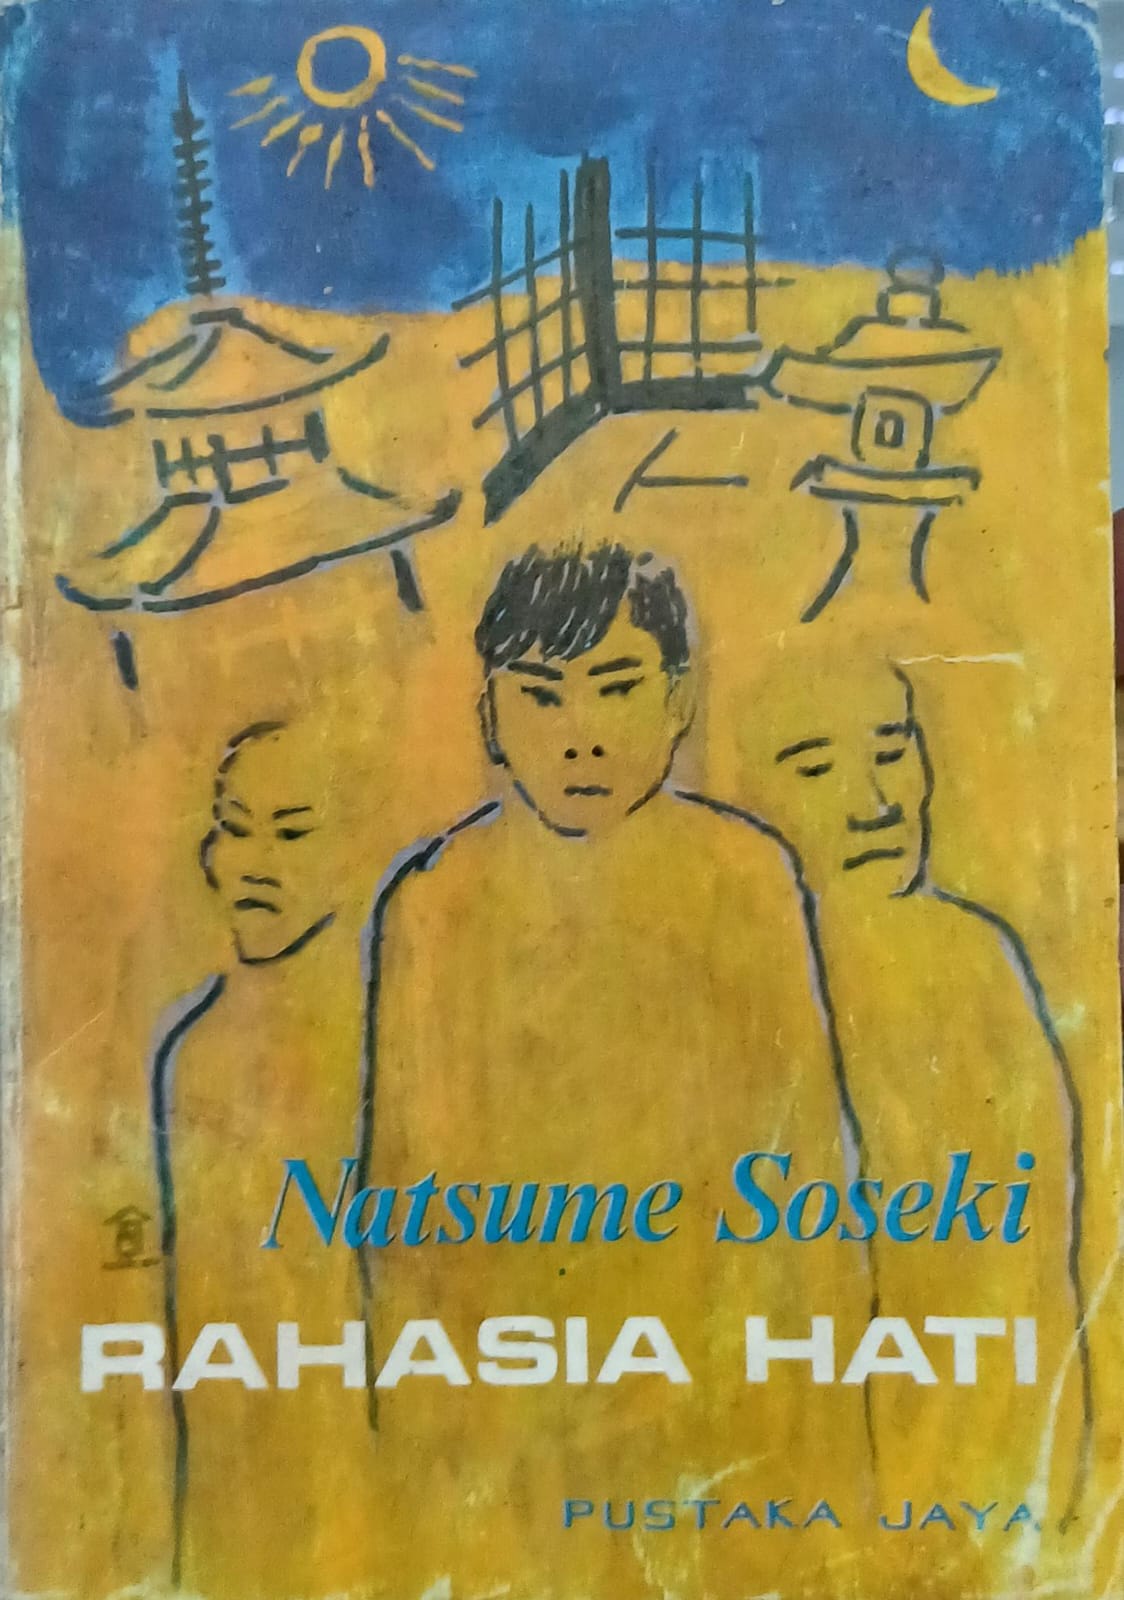 Natsume Soseki
RAHASIA HATI
PUSTAKA JAYA